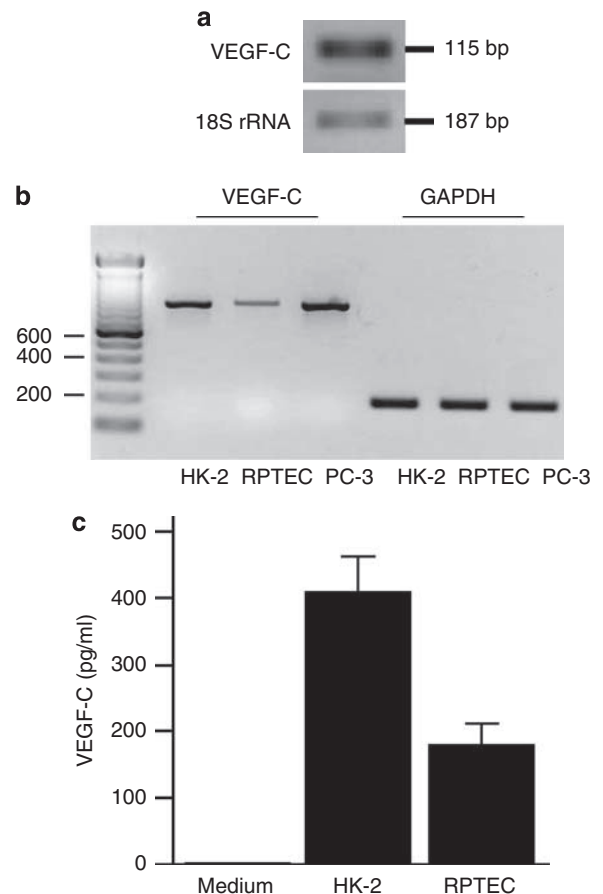 a
VEGF-C 115 bp
18S rRNA 187 bp
b
VEGF-C GAPDH
600
400
200
HK-2 RPTEC PC-3 HK-2 RPTEC PC-3
c
VEGF-C (pg/ml)
500
400
300
200
100
0
Medium HK-2 RPTEC